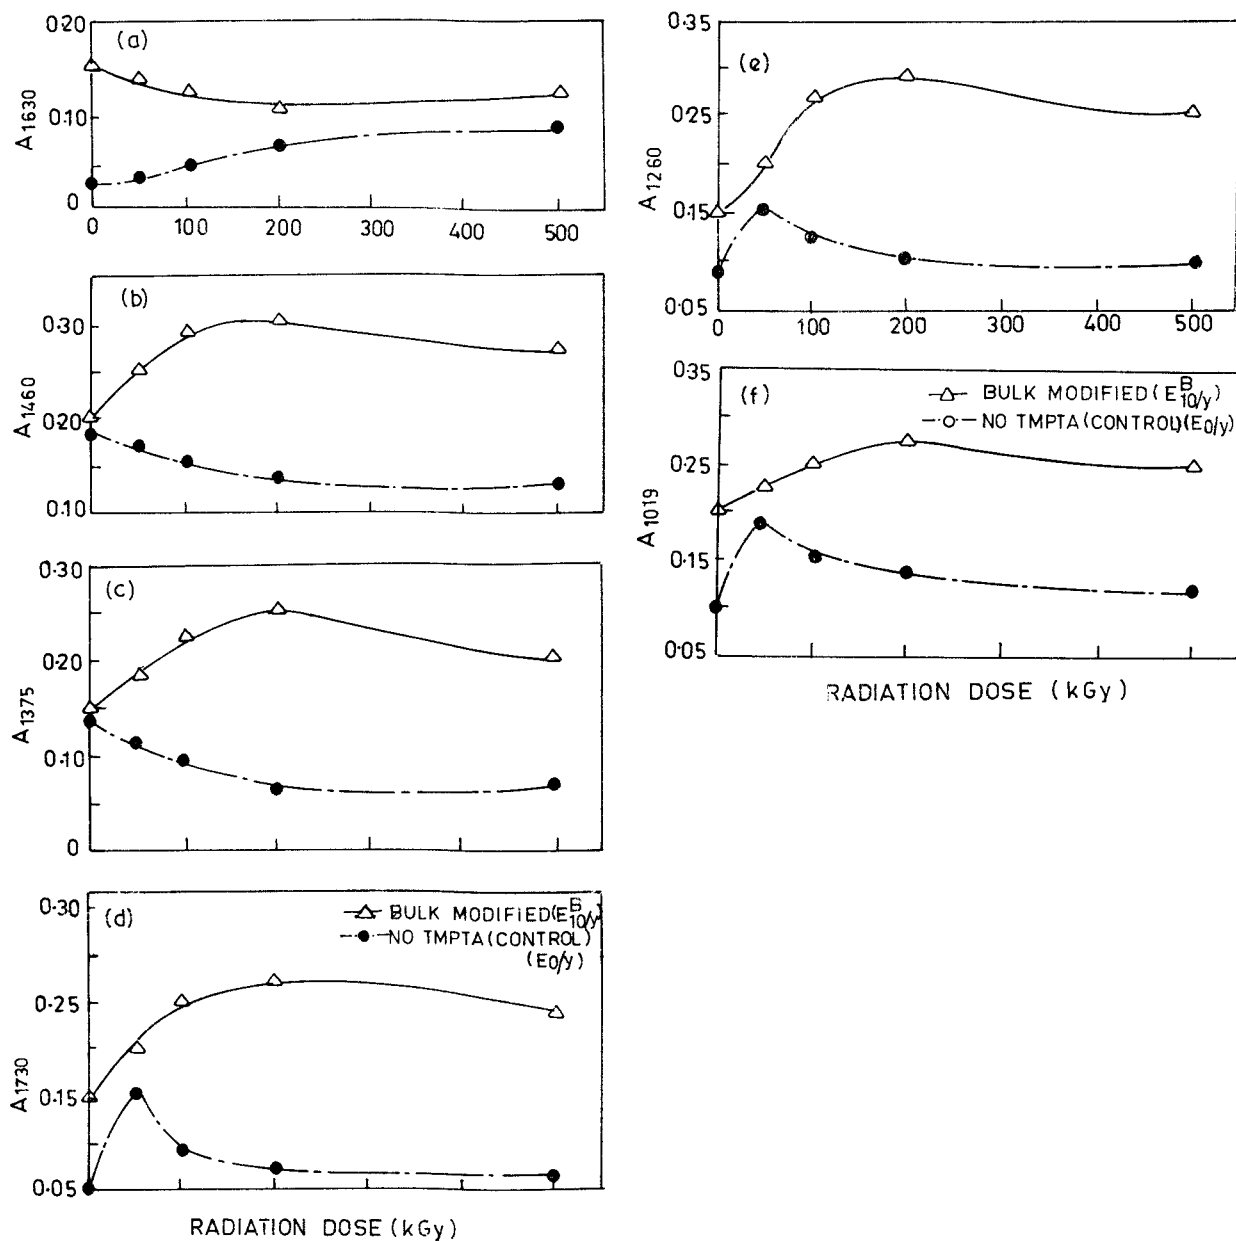 (a)
0·20
0·10
0
A1630
0 100 200 300 400 500
(b)
0·30
0·20
0·10
A1460
(c)
0·30
0·20
0·10
0
A1375
(d)
0·30
0·25
0·15
0·05
A1730
BULK MODIFIED (E^B 10/y)
NO TMPTA (CONTROL)
(E0/y)
RADIATION DOSE (kGy)
(e)
0·35
0·25
0·15
0·05
A1260
0 100 200 300 400 500
(f)
0·35
0·25
0·15
0·05
A1019
BULK MODIFIED (E^B 10/y)
NO TMPTA (CONTROL) (E0/y)
RADIATION DOSE (kGy)